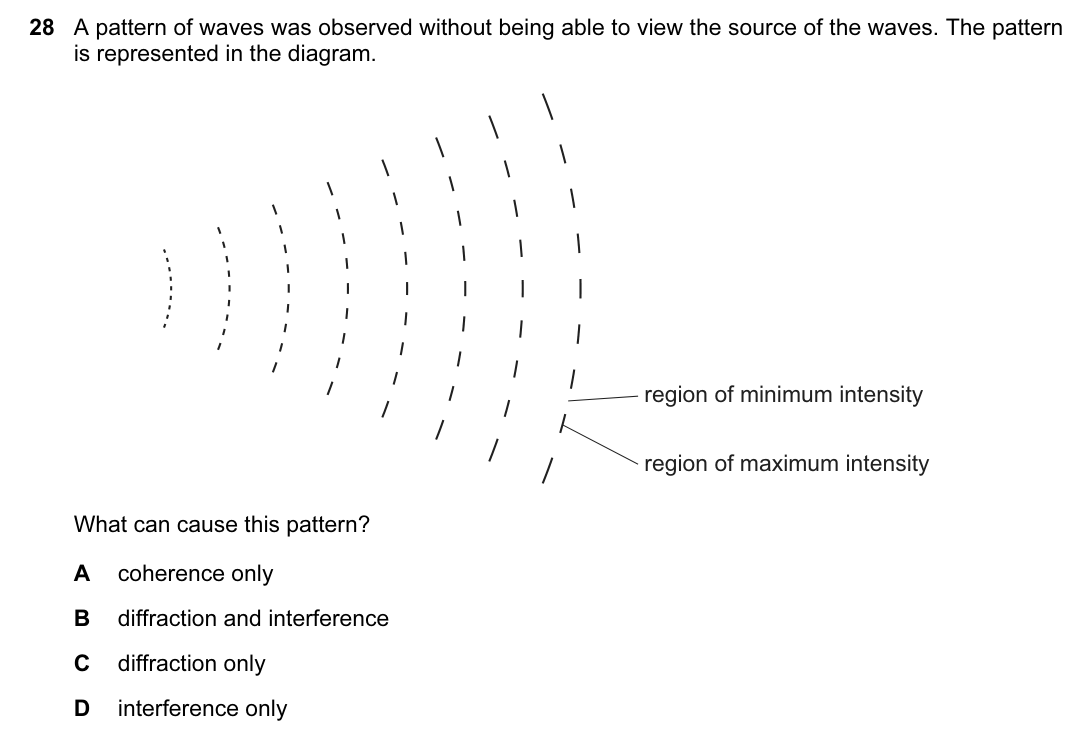 28 A pattern of waves was observed without being able to view the source of the waves. The pattern
is represented in the diagram.
region of minimum intensity
region of maximum intensity
What can cause this pattern?
A coherence only
B diffraction and interference
C diffraction only
D interference only